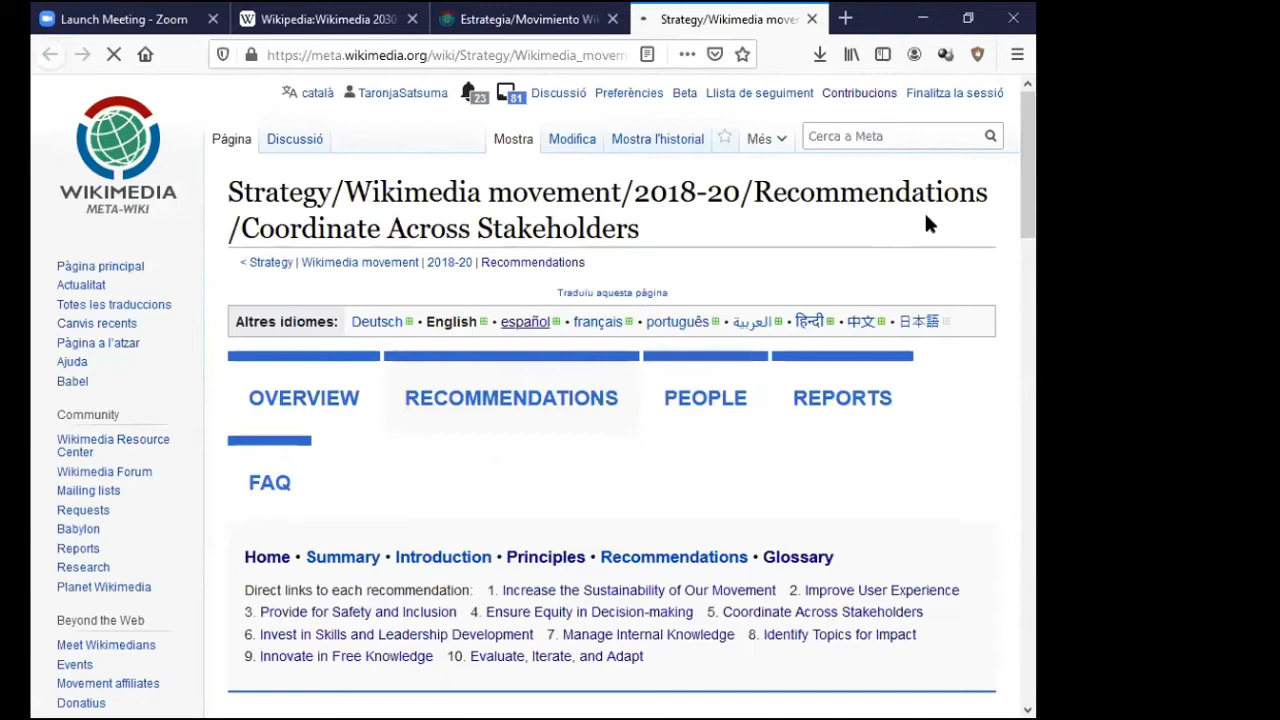 Launch Meeting - Zoom
Wikipedia:Wikimedia 2030
Estrategia/Movimiento Wi
Strategy/Wikimedia move
https://meta.wikimedia.org/wiki/Strategy/Wikimedia_movem
català TaronjaSatsuma 23 81 Discussió Preferències Beta Llista de seguiment Contribucions Finalitza la sessió
Pàgina Discussió Mostra Modifica Mostra l'historial Més Cerca a Meta
WIKIMEDIA
META-WIKI
Strategy/Wikimedia movement/2018-20/Recommendations
/Coordinate Across Stakeholders
< Strategy | Wikimedia movement | 2018-20 | Recommendations
Traduïu aquesta pàgina
Altres idiomes: Deutsch • English • español • français • português • العربية • हिन्दी • 中文 • 日本語
OVERVIEW RECOMMENDATIONS PEOPLE REPORTS
FAQ
Home • Summary • Introduction • Principles • Recommendations • Glossary
Direct links to each recommendation: 1. Increase the Sustainability of Our Movement 2. Improve User Experience
3. Provide for Safety and Inclusion 4. Ensure Equity in Decision-making 5. Coordinate Across Stakeholders
6. Invest in Skills and Leadership Development 7. Manage Internal Knowledge 8. Identify Topics for Impact
9. Innovate in Free Knowledge 10. Evaluate, Iterate, and Adapt
Pàgina principal
Actualitat
Totes les traduccions
Canvis recents
Pàgina a l'atzar
Ajuda
Babel
Community
Wikimedia Resource
Center
Wikimedia Forum
Mailing lists
Requests
Babylon
Reports
Research
Planet Wikimedia
Beyond the Web
Meet Wikimedians
Events
Movement affiliates
Donatius